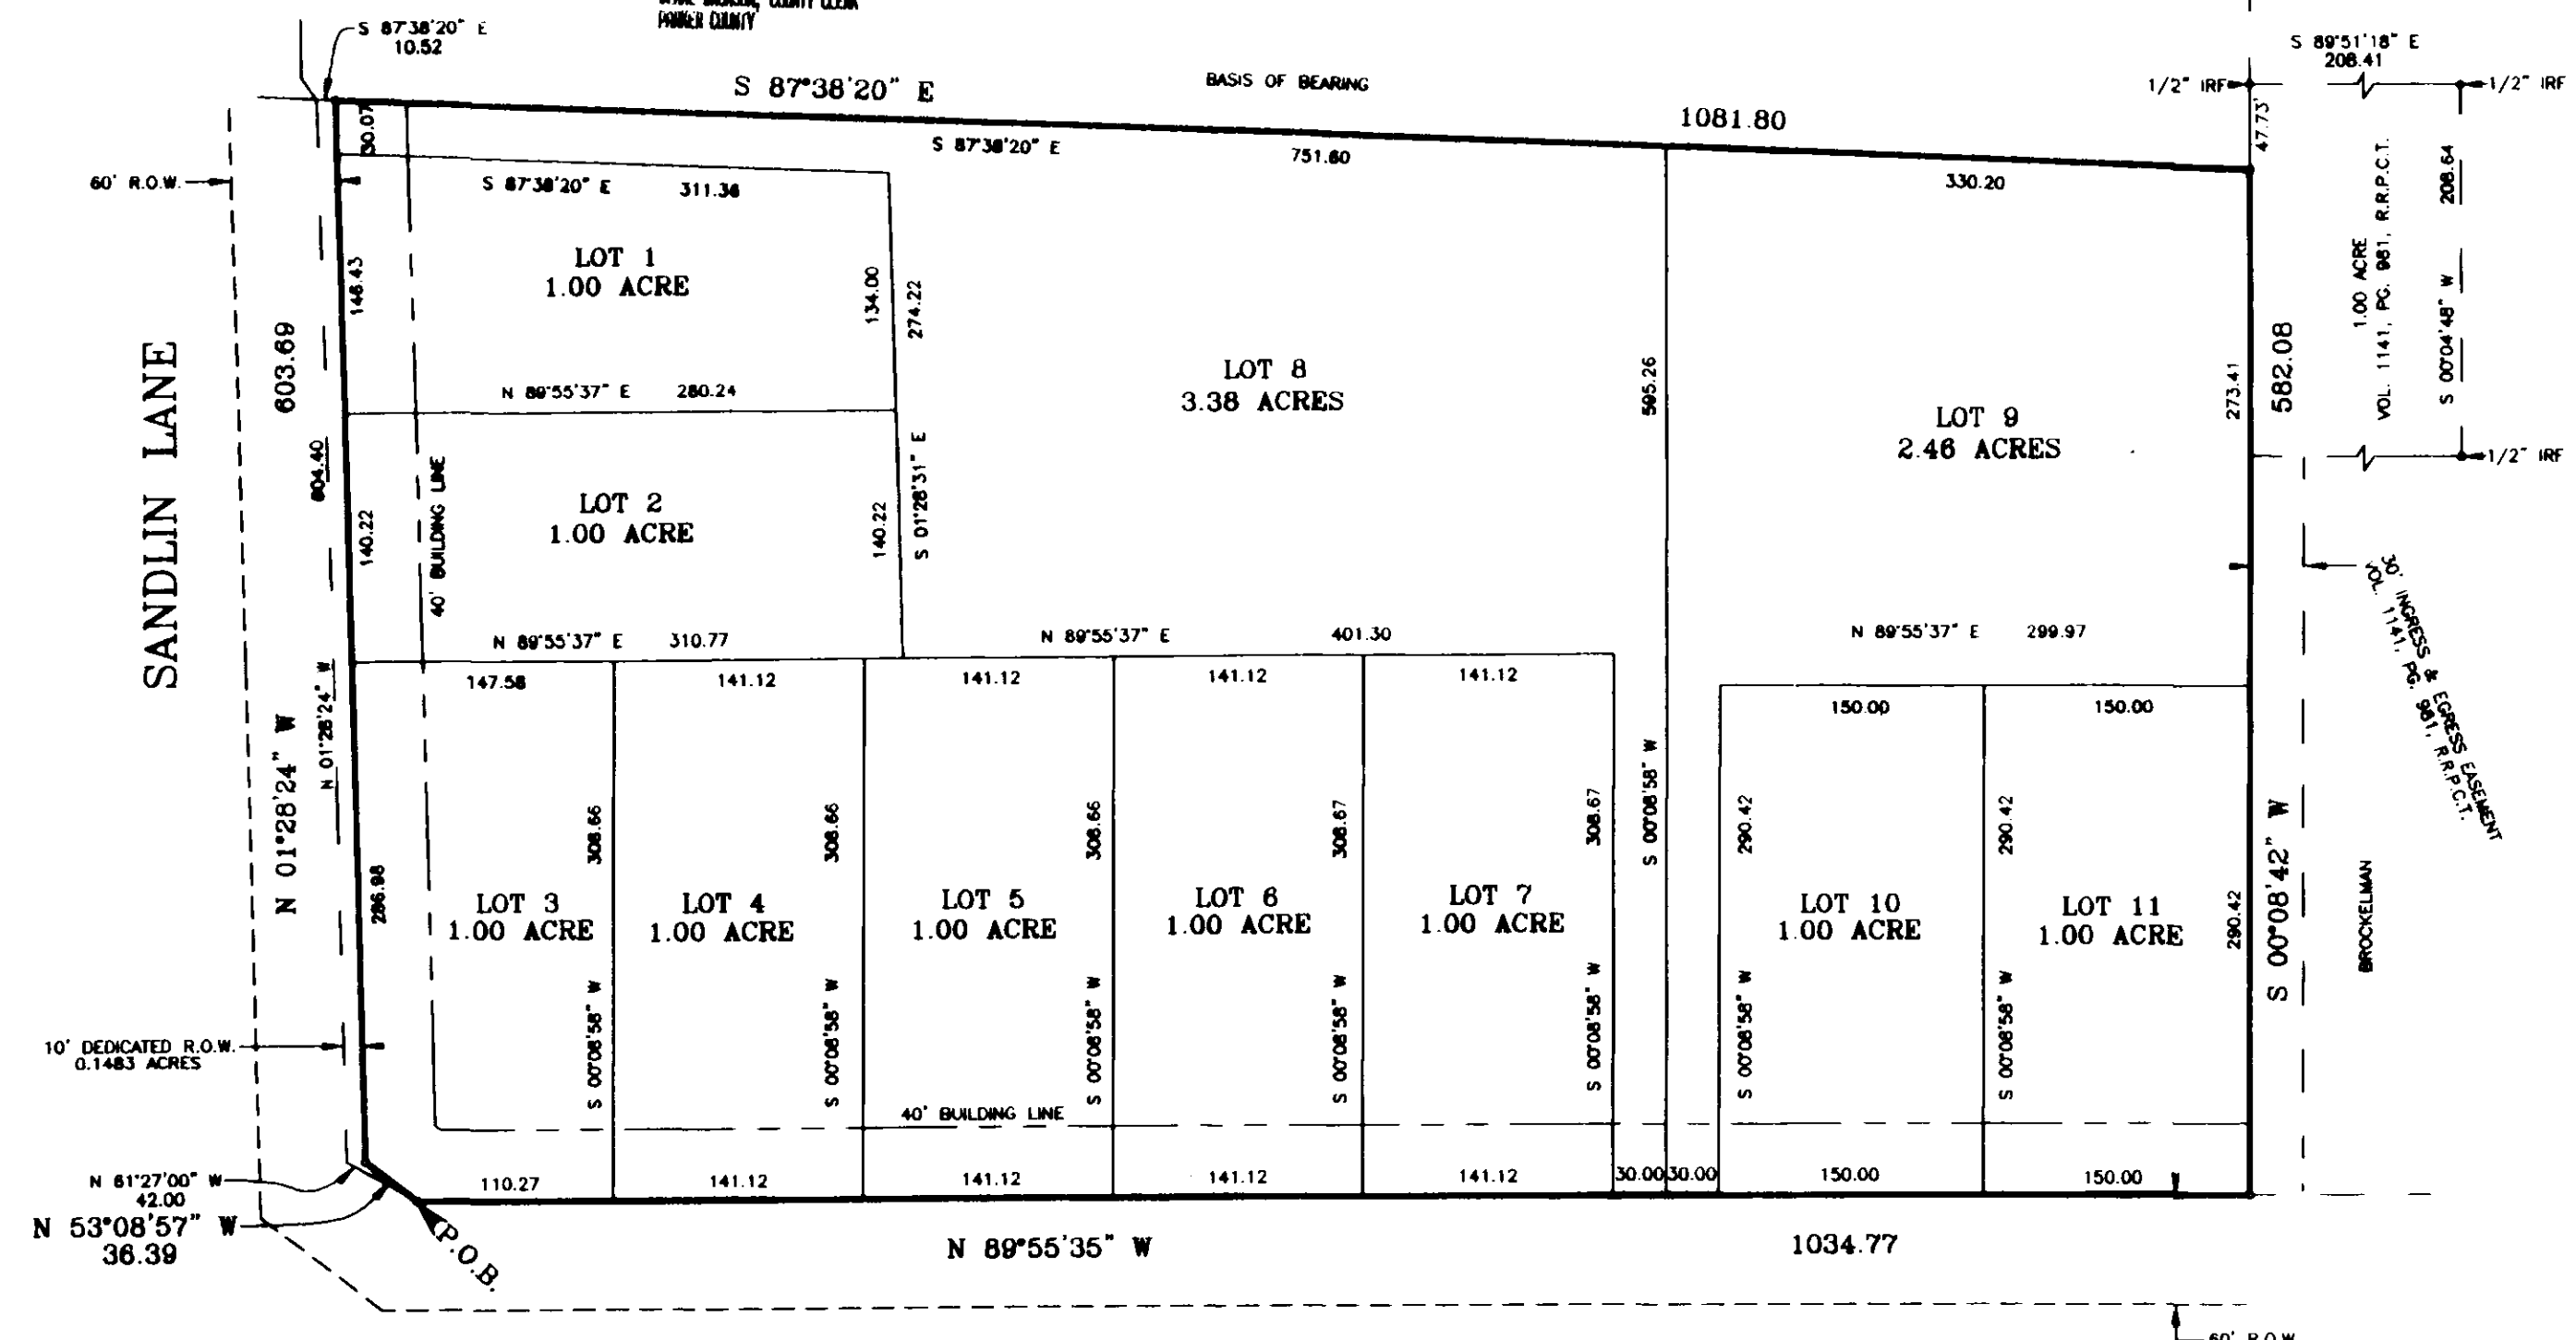 COUNTY CLERK
PARKER COUNTY
S 87°38'20" E
10.52
S 87°38'20" E
BASIS OF BEARING
1081.80
S 89°51'18" E
208.41
1/2" IRF
1/2" IRF
47.73'
30.07
S 87°38'20" E
751.60
330.20
60' R.O.W.
S 87°38'20" E
311.36
LOT 1
1.00 ACRE
146.43
134.00
274.22
N 89°55'37" E
280.24
LOT 2
1.00 ACRE
140.22
140.22
S 01°28'31" E
40' BUILDING LINE
N 89°55'37" E
310.77
SANDLIN LANE
603.69
N 01°28'24" W
604.40
N 01°28'24" W
LOT 8
3.38 ACRES
595.26
S 00°08'58" W
N 89°55'37" E
401.30
LOT 9
2.46 ACRES
273.41
582.08
S 00°08'42" W
N 89°55'37" E
299.97
1.00 ACRE
VOL. 1141, PG. 981, R.R.P.C.T.
S 00°04'48" W
208.64
1/2" IRF
30' INGRESS & EGRESS EASEMENT
VOL. 1141, PG. 981, R.R.P.C.T.
BROCKELMAN
147.58
141.12
141.12
141.12
141.12
150.00
150.00
286.98
308.66
308.66
308.66
308.67
308.67
290.42
290.42
290.42
LOT 3
1.00 ACRE
LOT 4
1.00 ACRE
LOT 5
1.00 ACRE
LOT 6
1.00 ACRE
LOT 7
1.00 ACRE
LOT 10
1.00 ACRE
LOT 11
1.00 ACRE
S 00°08'58" W
S 00°08'58" W
S 00°08'58" W
S 00°08'58" W
S 00°08'58" W
S 00°08'58" W
S 00°08'58" W
10' DEDICATED R.O.W.
0.1483 ACRES
40' BUILDING LINE
110.27
141.12
141.12
141.12
141.12
30.00
30.00
150.00
150.00
N 61°27'00" W
42.00
N 53°08'57" W
36.39
P.O.B.
N 89°55'35" W
1034.77
60' R.O.W.